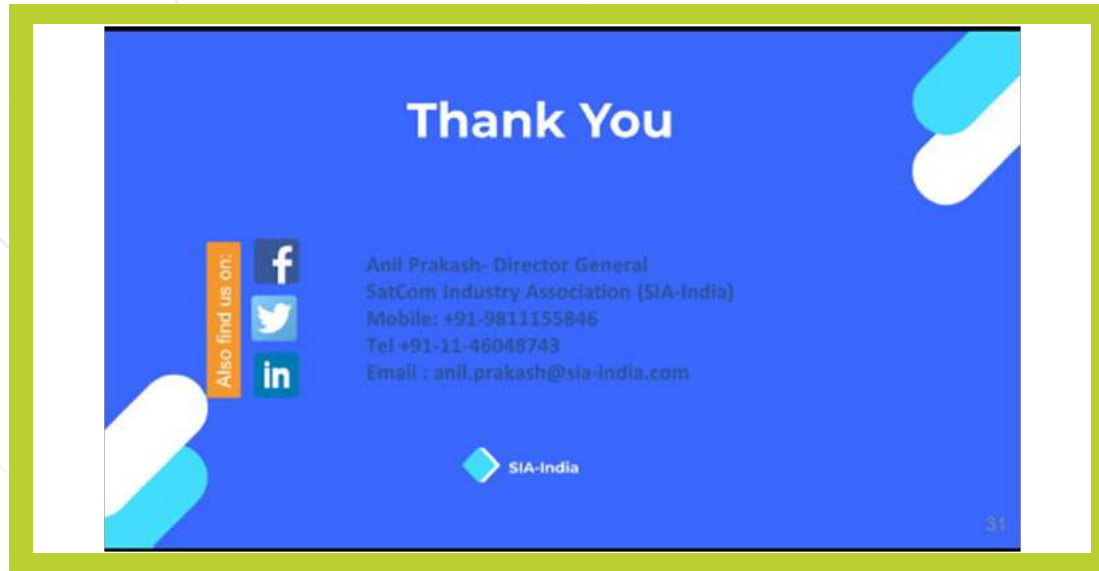 Thank You
Also find us on:
f
in
Anil Prakash- Director General
SatCom Industry Association (SIA-India)
Mobile: +91-9811155846
Tel +91-11-46048743
Email : anil.prakash@sia-india.com
SIA-India
31